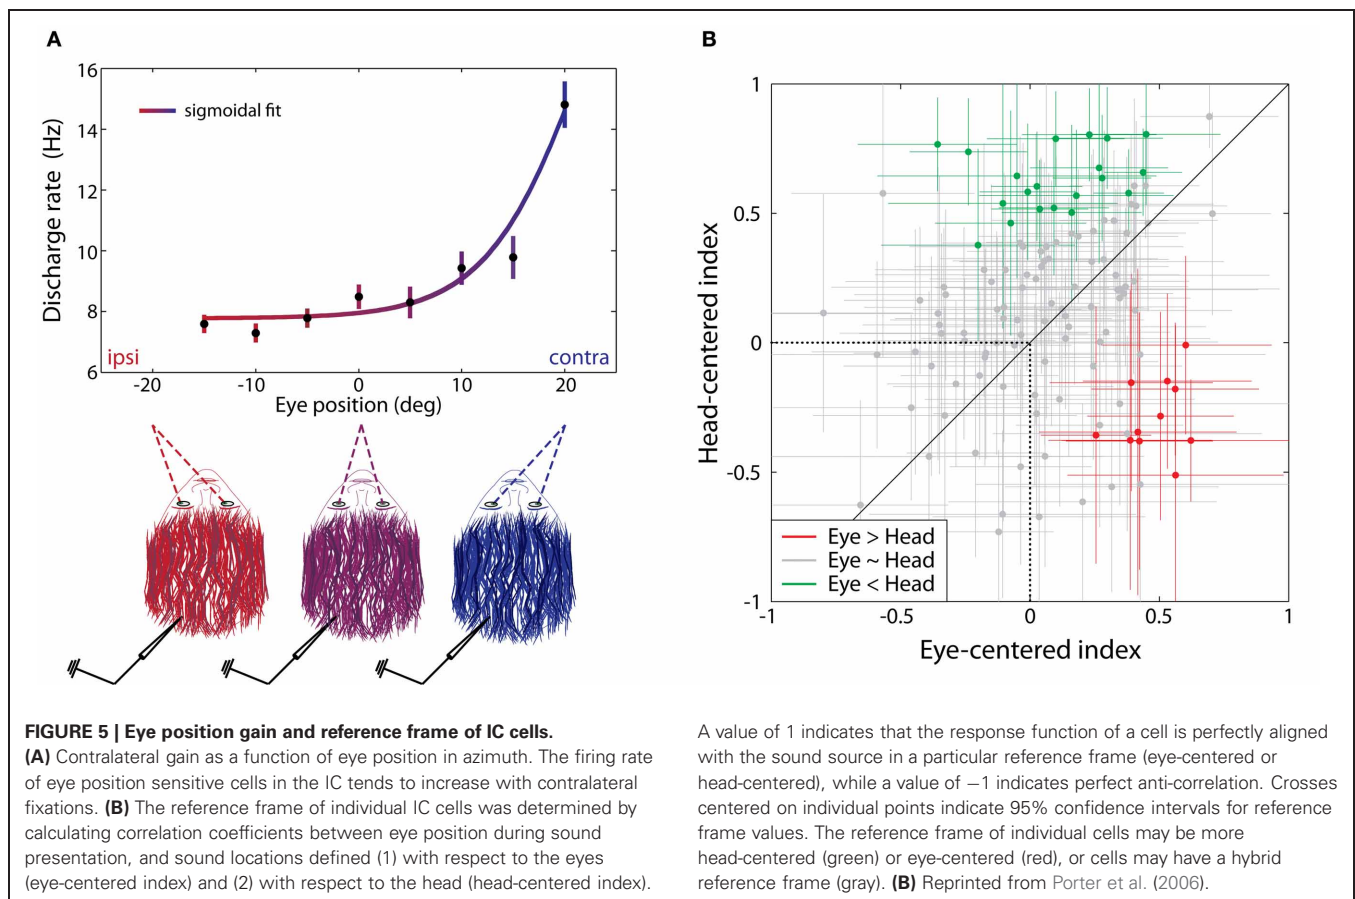 A
16
14
12
10
8
6
Discharge rate (Hz)
sigmoidal fit
ipsi
contra
-20
-10
0
10
20
Eye position (deg)
B
1
0.5
0
-0.5
-1
Head-centered index
Eye > Head
Eye ~ Head
Eye < Head
-1
-0.5
0
0.5
1
Eye-centered index
FIGURE 5 | Eye position gain and reference frame of IC cells.
(A) Contralateral gain as a function of eye position in azimuth. The firing rate
of eye position sensitive cells in the IC tends to increase with contralateral
fixations. (B) The reference frame of individual IC cells was determined by
calculating correlation coefficients between eye position during sound
presentation, and sound locations defined (1) with respect to the eyes
(eye-centered index) and (2) with respect to the head (head-centered index).
A value of 1 indicates that the response function of a cell is perfectly aligned
with the sound source in a particular reference frame (eye-centered or
head-centered), while a value of −1 indicates perfect anti-correlation. Crosses
centered on individual points indicate 95% confidence intervals for reference
frame values. The reference frame of individual cells may be more
head-centered (green) or eye-centered (red), or cells may have a hybrid
reference frame (gray). (B) Reprinted from Porter et al. (2006).